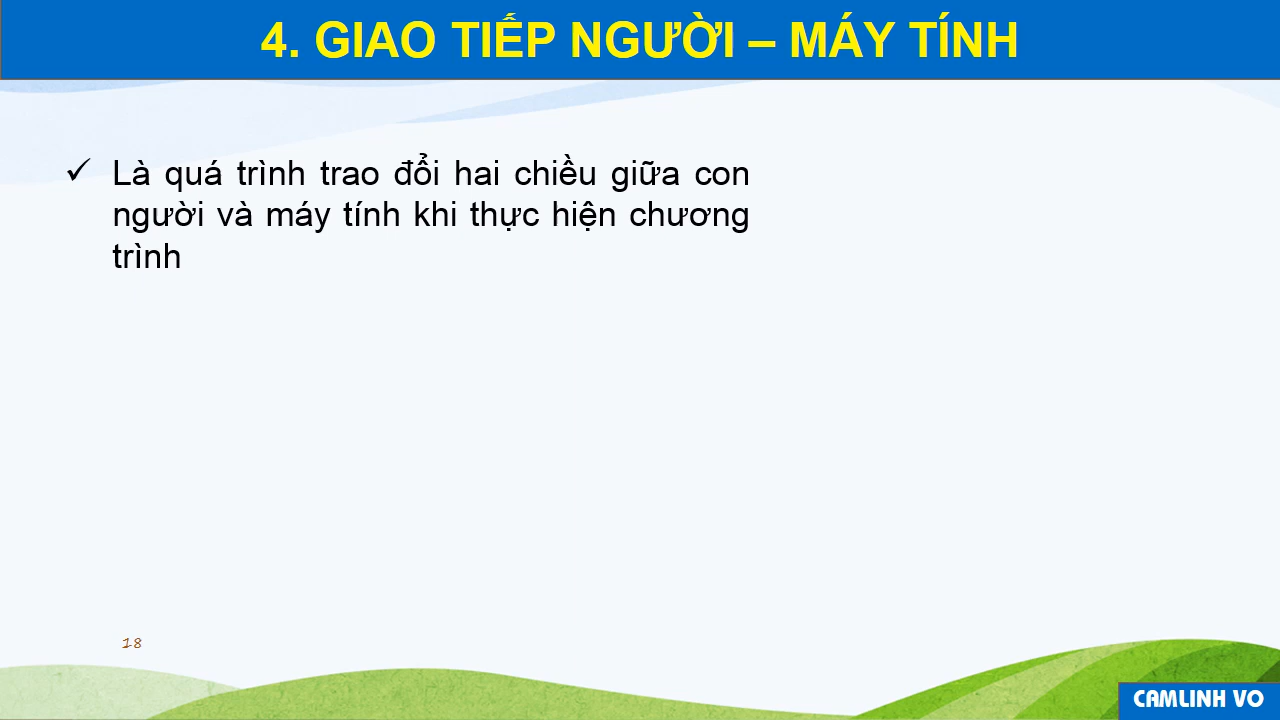 4. GIAO TIẾP NGƯỜI – MÁY TÍNH
✓ Là quá trình trao đổi hai chiều giữa con
người và máy tính khi thực hiện chương
trình
18
CAMLINH VO